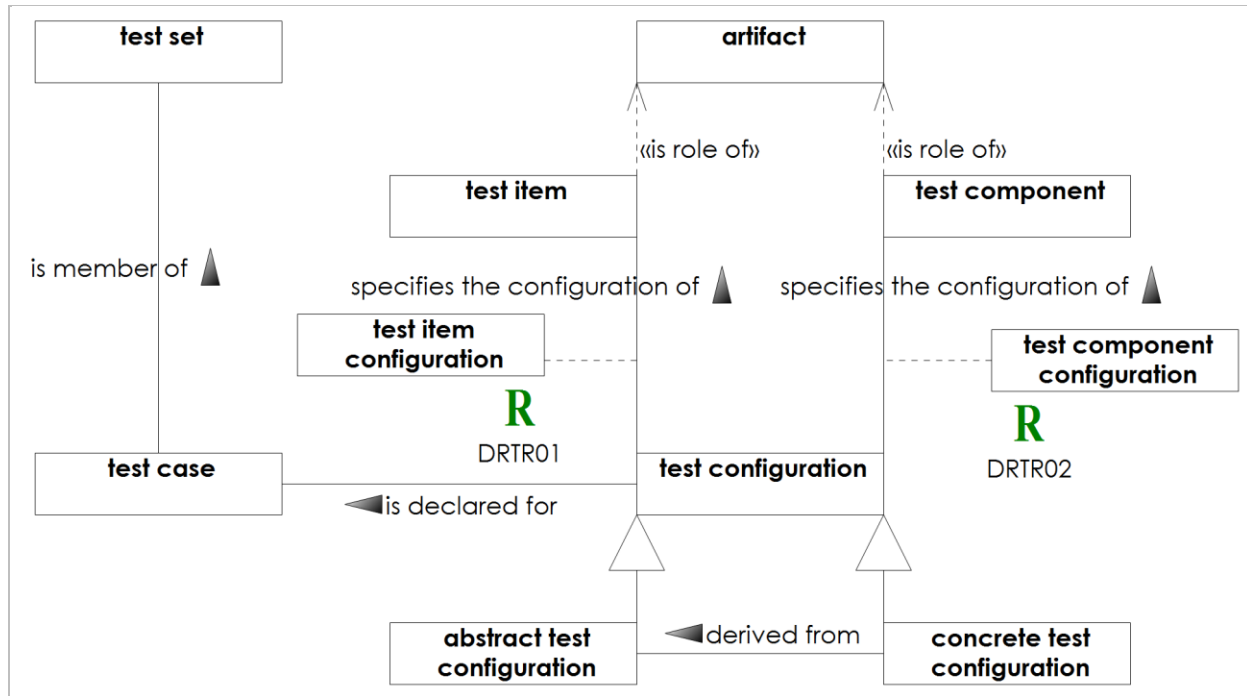 test set
artifact
«is role of»
«is role of»
test item
test component
is member of
specifies the configuration of
specifies the configuration of
test item
configuration
test component
configuration
R
DRTR01
R
DRTR02
test case
test configuration
is declared for
abstract test
configuration
derived from
concrete test
configuration